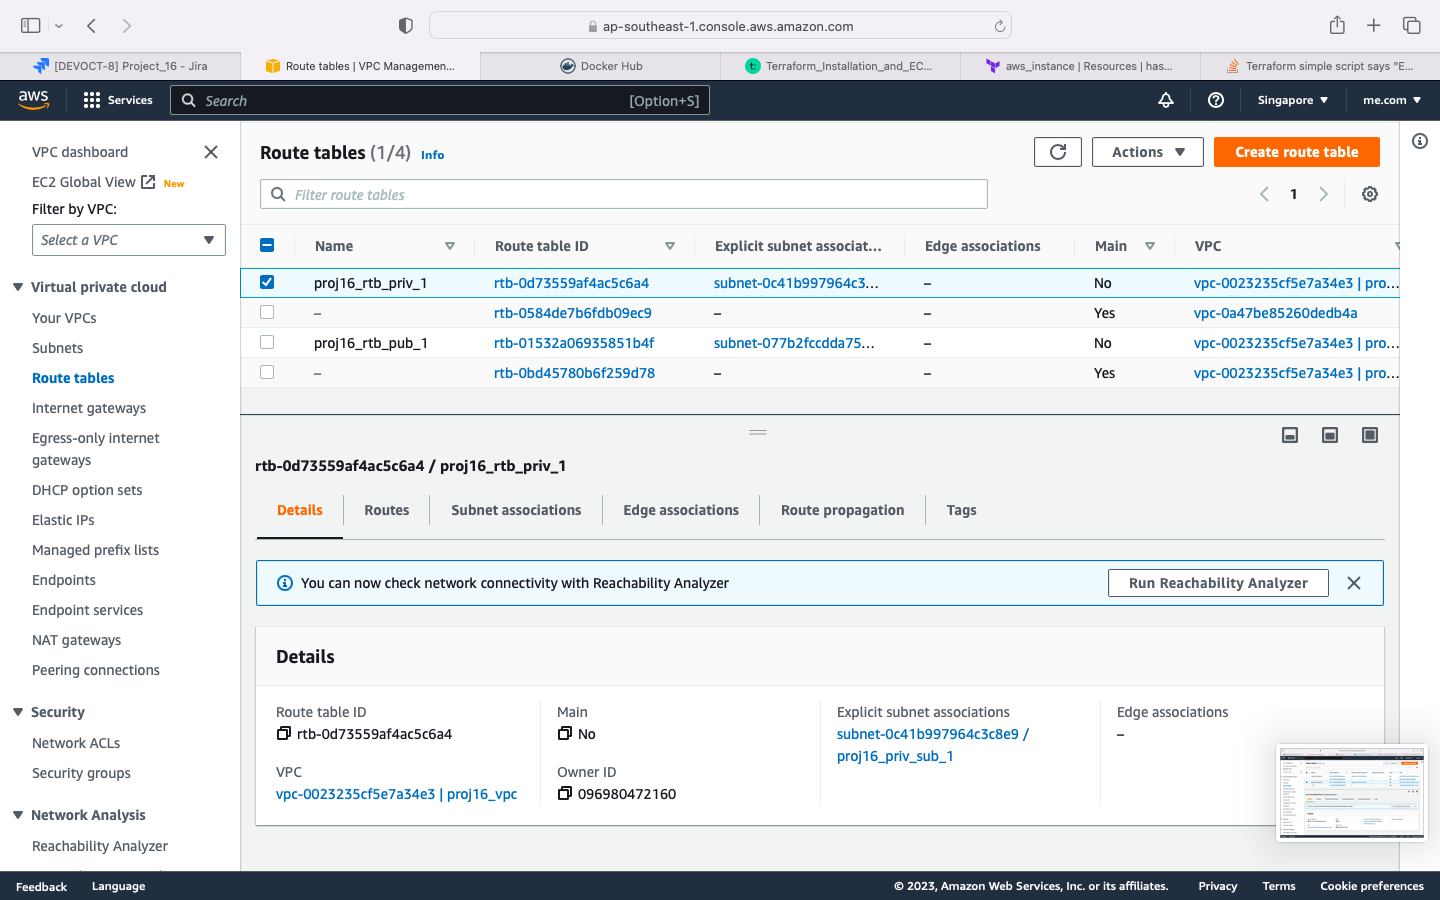 ap-southeast-1.console.aws.amazon.com
[DEVOCT-8] Project_16 - Jira
Route tables | VPC Managemen...
Docker Hub
Terraform_Installation_and_EC...
aws_instance | Resources | has...
Terraform simple script says "E...
aws
Services
Search
[Option+S]
Singapore
me.com
VPC dashboard
EC2 Global View
New
Filter by VPC:
Select a VPC
Virtual private cloud
Your VPCs
Subnets
Route tables
Internet gateways
Egress-only internet
gateways
DHCP option sets
Elastic IPs
Managed prefix lists
Endpoints
Endpoint services
NAT gateways
Peering connections
Security
Network ACLs
Security groups
Network Analysis
Reachability Analyzer
Route tables (1/4) Info
Actions
Create route table
Filter route tables
1
Name Route table ID Explicit subnet associat... Edge associations Main VPC
proj16_rtb_priv_1 rtb-0d73559af4ac5c6a4 subnet-0c41b997964c3... – No vpc-0023235cf5e7a34e3 | pro...
– rtb-0584de7b6fdb09ec9 – – Yes vpc-0a47be85260dedb4a
proj16_rtb_pub_1 rtb-01532a06935851b4f subnet-077b2fccdda75... – No vpc-0023235cf5e7a34e3 | pro...
– rtb-0bd45780b6f259d78 – – Yes vpc-0023235cf5e7a34e3 | pro...
rtb-0d73559af4ac5c6a4 / proj16_rtb_priv_1
Details Routes Subnet associations Edge associations Route propagation Tags
You can now check network connectivity with Reachability Analyzer
Run Reachability Analyzer
Details
Route table ID
rtb-0d73559af4ac5c6a4
Main
No
Explicit subnet associations
subnet-0c41b997964c3c8e9 /
proj16_priv_sub_1
Edge associations
–
VPC
vpc-0023235cf5e7a34e3 | proj16_vpc
Owner ID
096980472160
Feedback
Language
© 2023, Amazon Web Services, Inc. or its affiliates.
Privacy
Terms
Cookie preferences